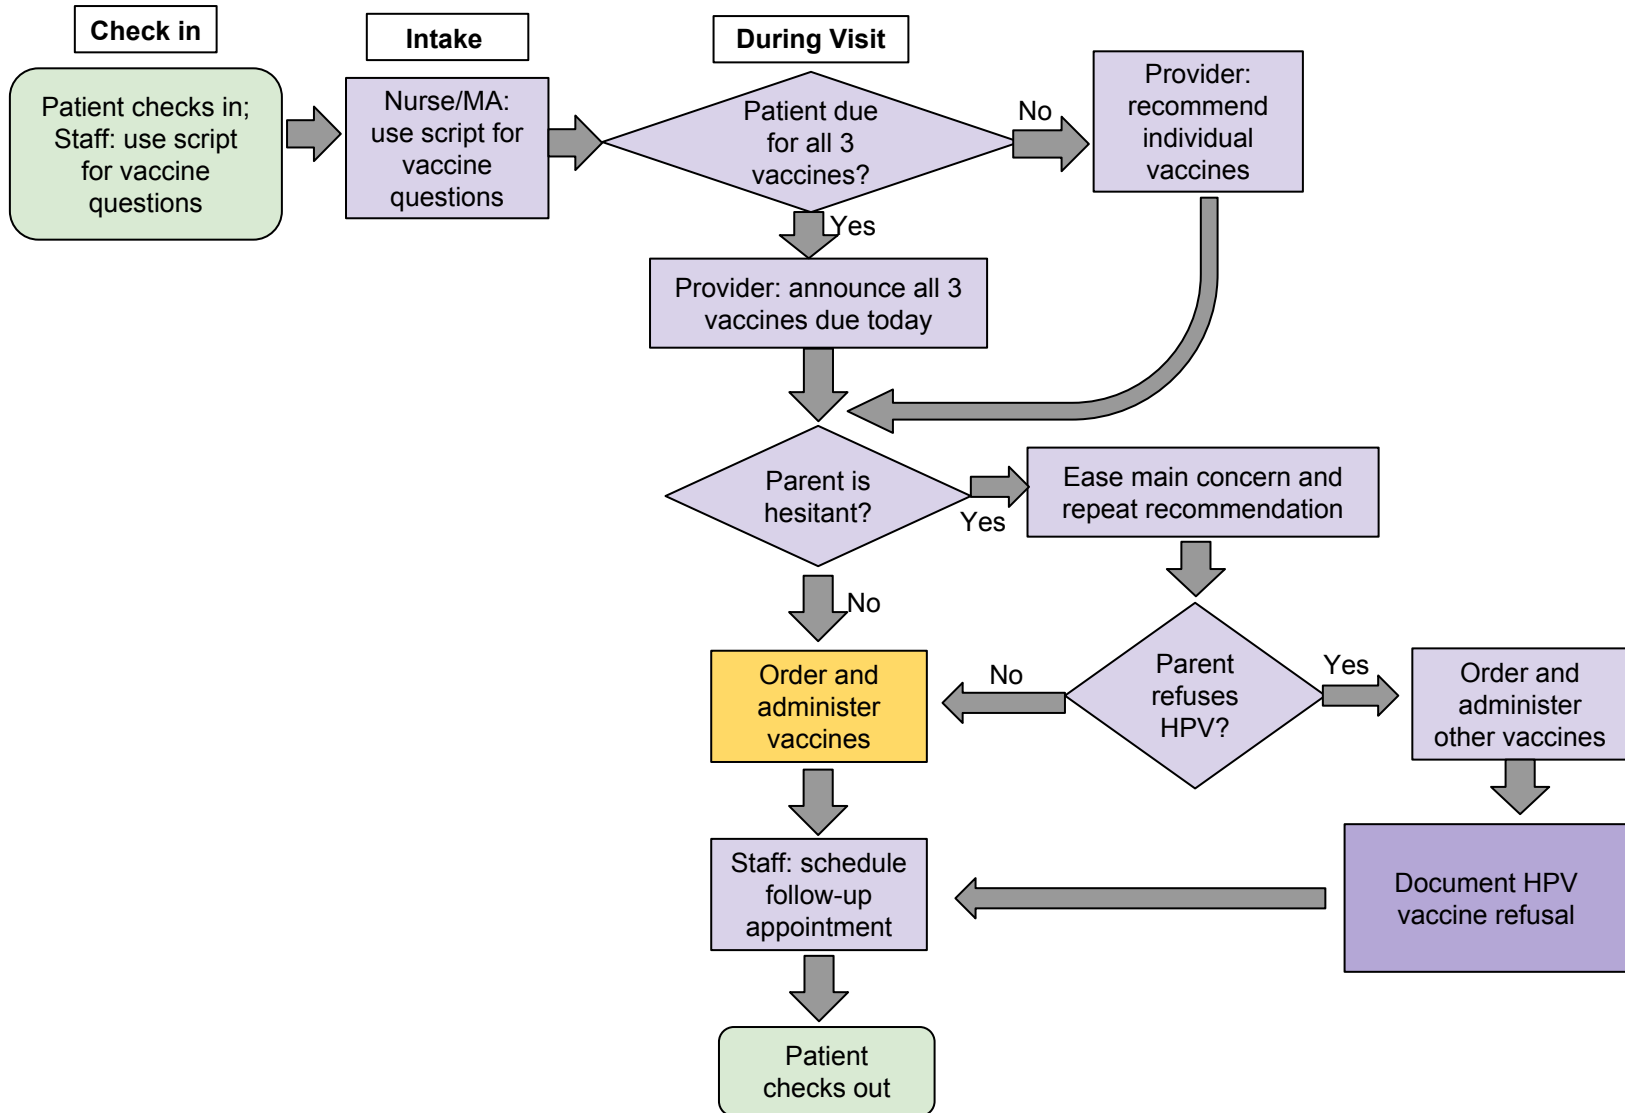 Check in
Intake
During Visit
Patient checks in;
Staff: use script
for vaccine
questions
Nurse/MA:
use script for
vaccine
questions
Patient due
for all 3
vaccines?
No
Provider:
recommend
individual
vaccines
Yes
Provider: announce all 3
vaccines due today
Parent is
hesitant?
Yes
Ease main concern and
repeat recommendation
No
Order and
administer
vaccines
No
Parent
refuses
HPV?
Yes
Order and
administer
other vaccines
Staff: schedule
follow-up
appointment
Document HPV
vaccine refusal
Patient
checks out